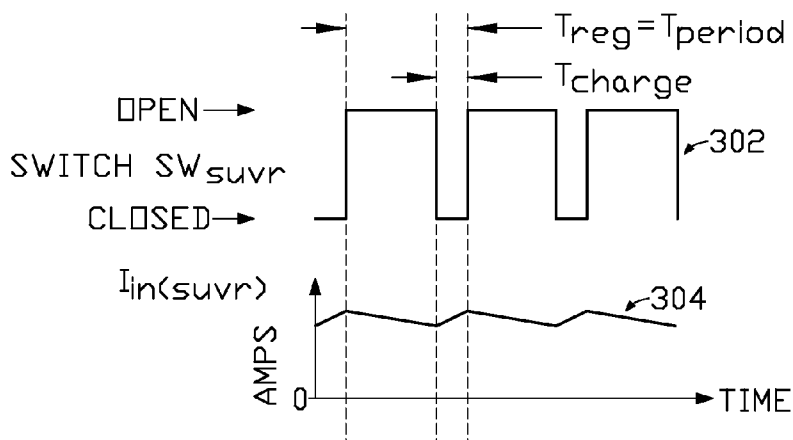 Treg = Tperiod
Tcharge
OPEN
302
SWITCH SWsuvr
CLOSED
Iin(suvr)
304
AMPS
0
TIME